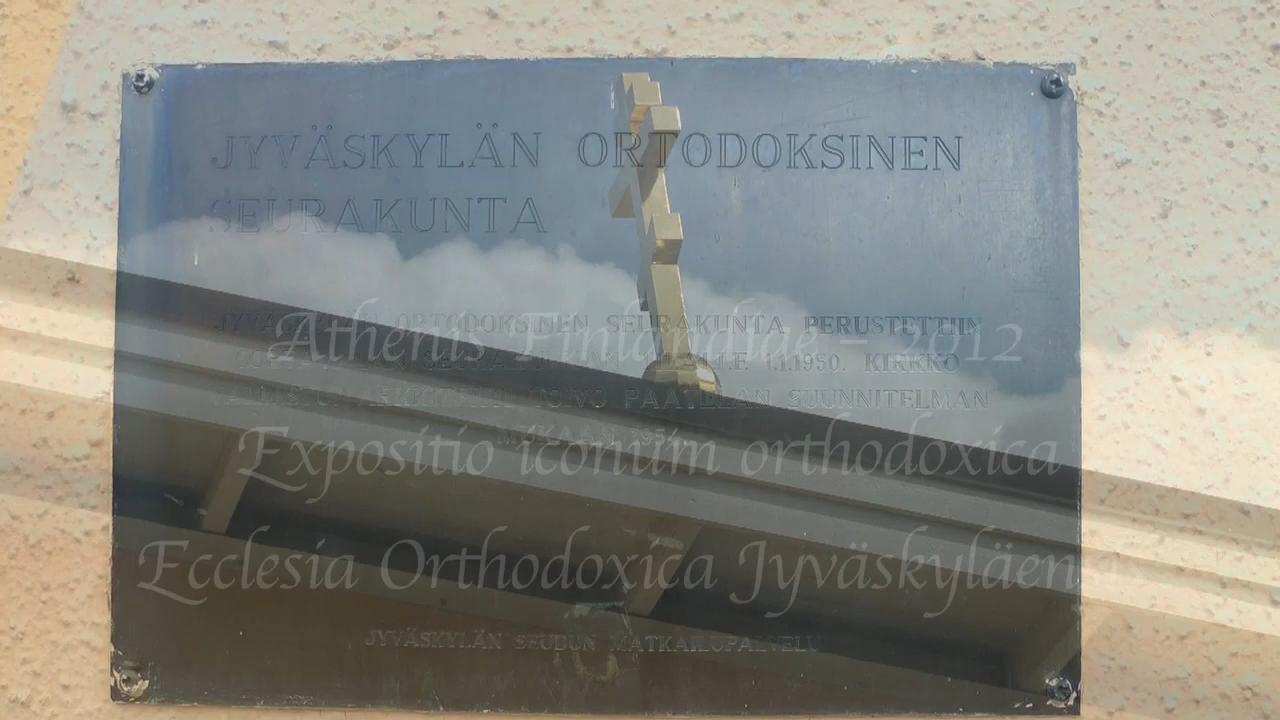 JYVÄSKYLÄN ORTODOKSINEN
SEURAKUNTA
ORTODOKSINEN SEURAKUNTA PERUSTETTIIN
1.1.1950. KIRKKO
PAATELAN SUUNNITELMAN
MUKAAN
Athenis Finlandiae – 2012
Expositio iconum orthodoxica
Ecclesia Orthodoxica
JYVÄSKYLÄN SEUDUN MATKAILUPALVELU